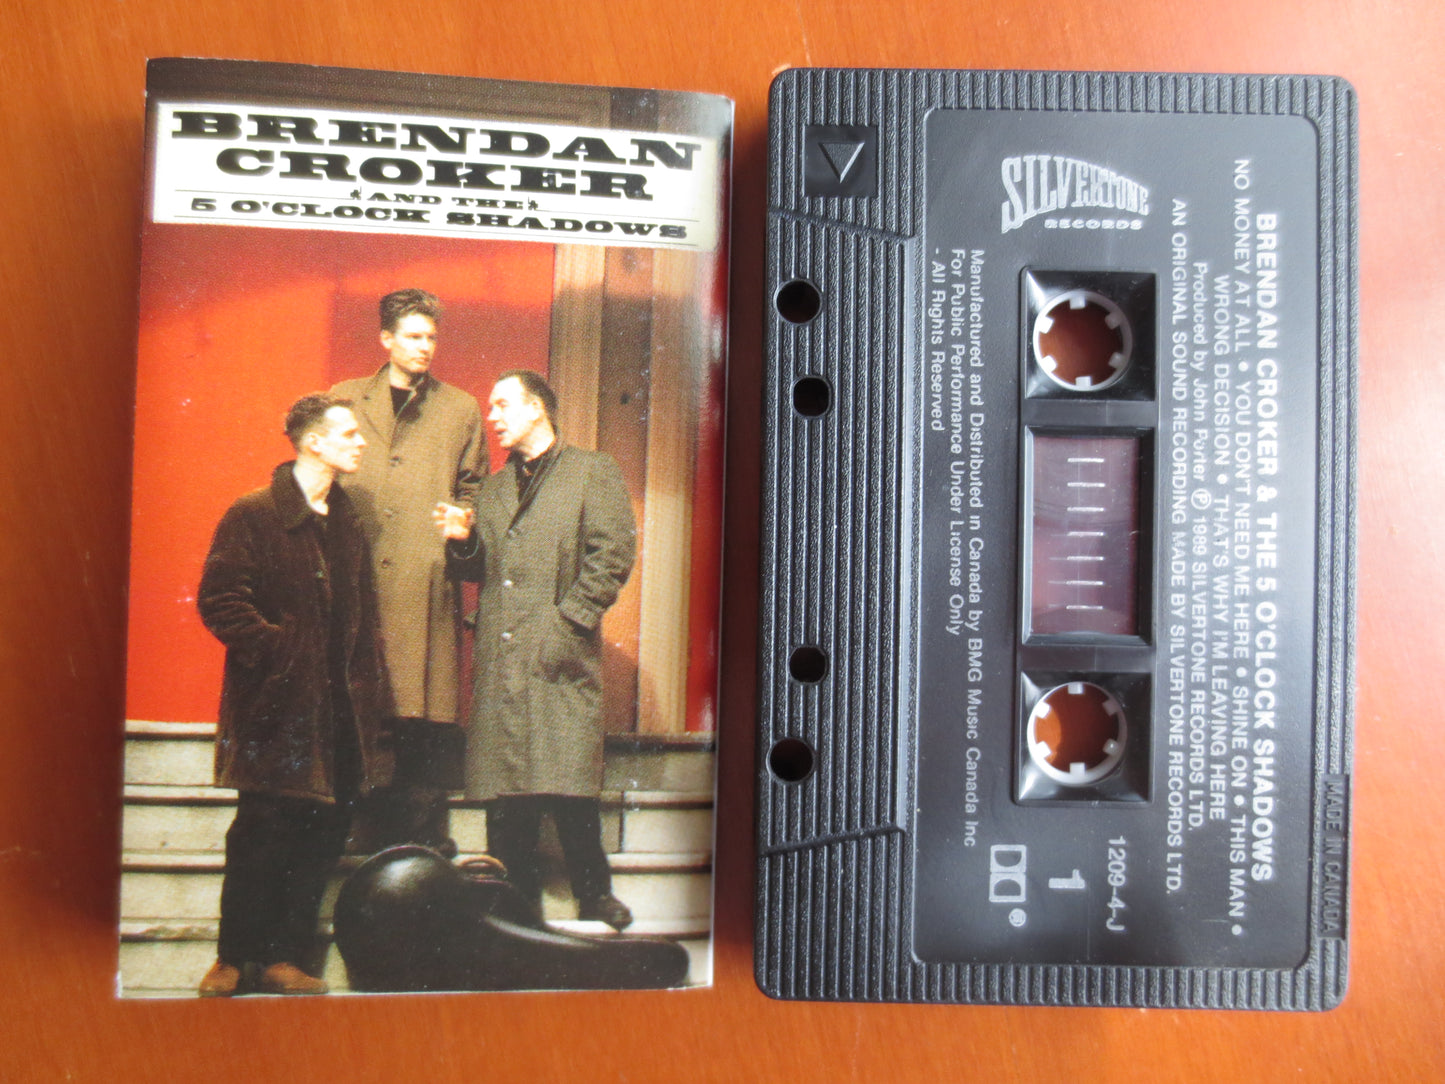 BRENDAN
CROKER
AND THE
5 O'CLOCK SHADOWS
SILVERTONE
RECORDS
BRENDAN CROKER & THE 5 O'CLOCK SHADOWS
NO MONEY AT ALL • YOU DON'T NEED ME HERE • SHINE ON • THIS MAN •
WRONG DECISION • THAT'S WHY I'M LEAVING HERE
Produced by John Porter Ⓟ 1989 SILVERTONE RECORDS LTD.
AN ORIGINAL SOUND RECORDING MADE BY SILVERTONE RECORDS LTD.
Manufactured and Distributed in Canada by BMG Music Canada Inc
For Public Performance Under License Only
- All Rights Reserved
1209-4-J
1
®
MADE IN CANADA